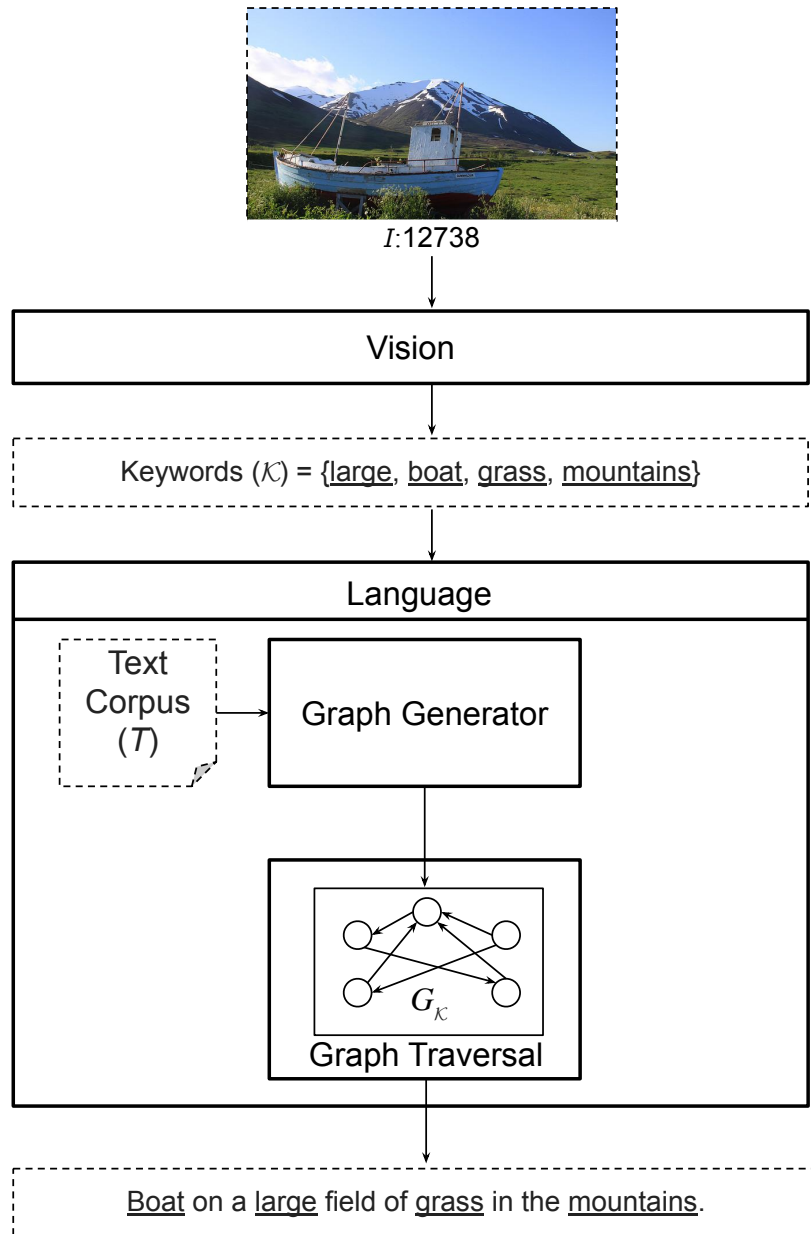 I:12738
Vision
Keywords (𝒦) = {large, boat, grass, mountains}
Language
Text
Corpus
(T)
Graph Generator
G𝒦
Graph Traversal
Boat on a large field of grass in the mountains.